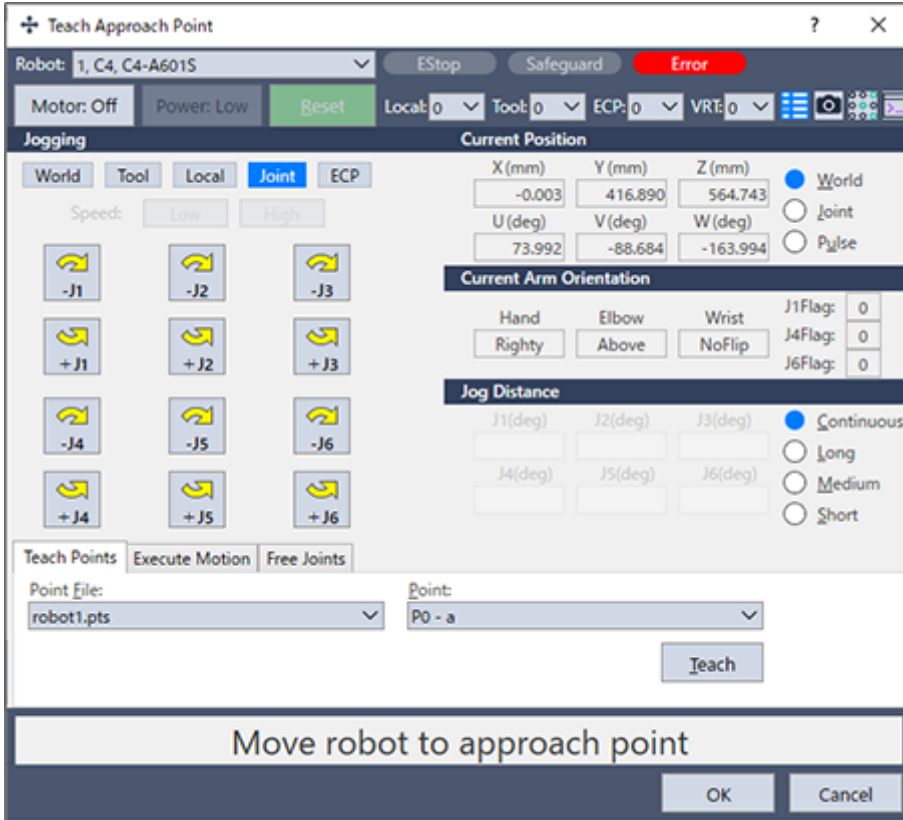 Teach Approach Point
?
Robot: 1, C4, C4-A601S EStop Safeguard Error
Motor: Off Power: Low Reset Local: 0 Tool: 0 ECP: 0 VRT: 0
Jogging
World Tool Local Joint ECP
Speed: Low High
-J1 -J2 -J3
+J1 +J2 +J3
-J4 -J5 -J6
+J4 +J5 +J6
Current Position
X (mm) Y (mm) Z (mm)
-0.003 416.890 564.743
U (deg) V (deg) W (deg)
73.992 -88.684 -163.994
World
Joint
Pulse
Current Arm Orientation
Hand Elbow Wrist
Righty Above NoFlip
J1Flag: 0
J4Flag: 0
J6Flag: 0
Jog Distance
J1(deg) J2(deg) J3(deg)
J4(deg) J5(deg) J6(deg)
Continuous
Long
Medium
Short
Teach Points Execute Motion Free Joints
Point File: Point:
robot1.pts P0 - a
Teach
Move robot to approach point
OK Cancel